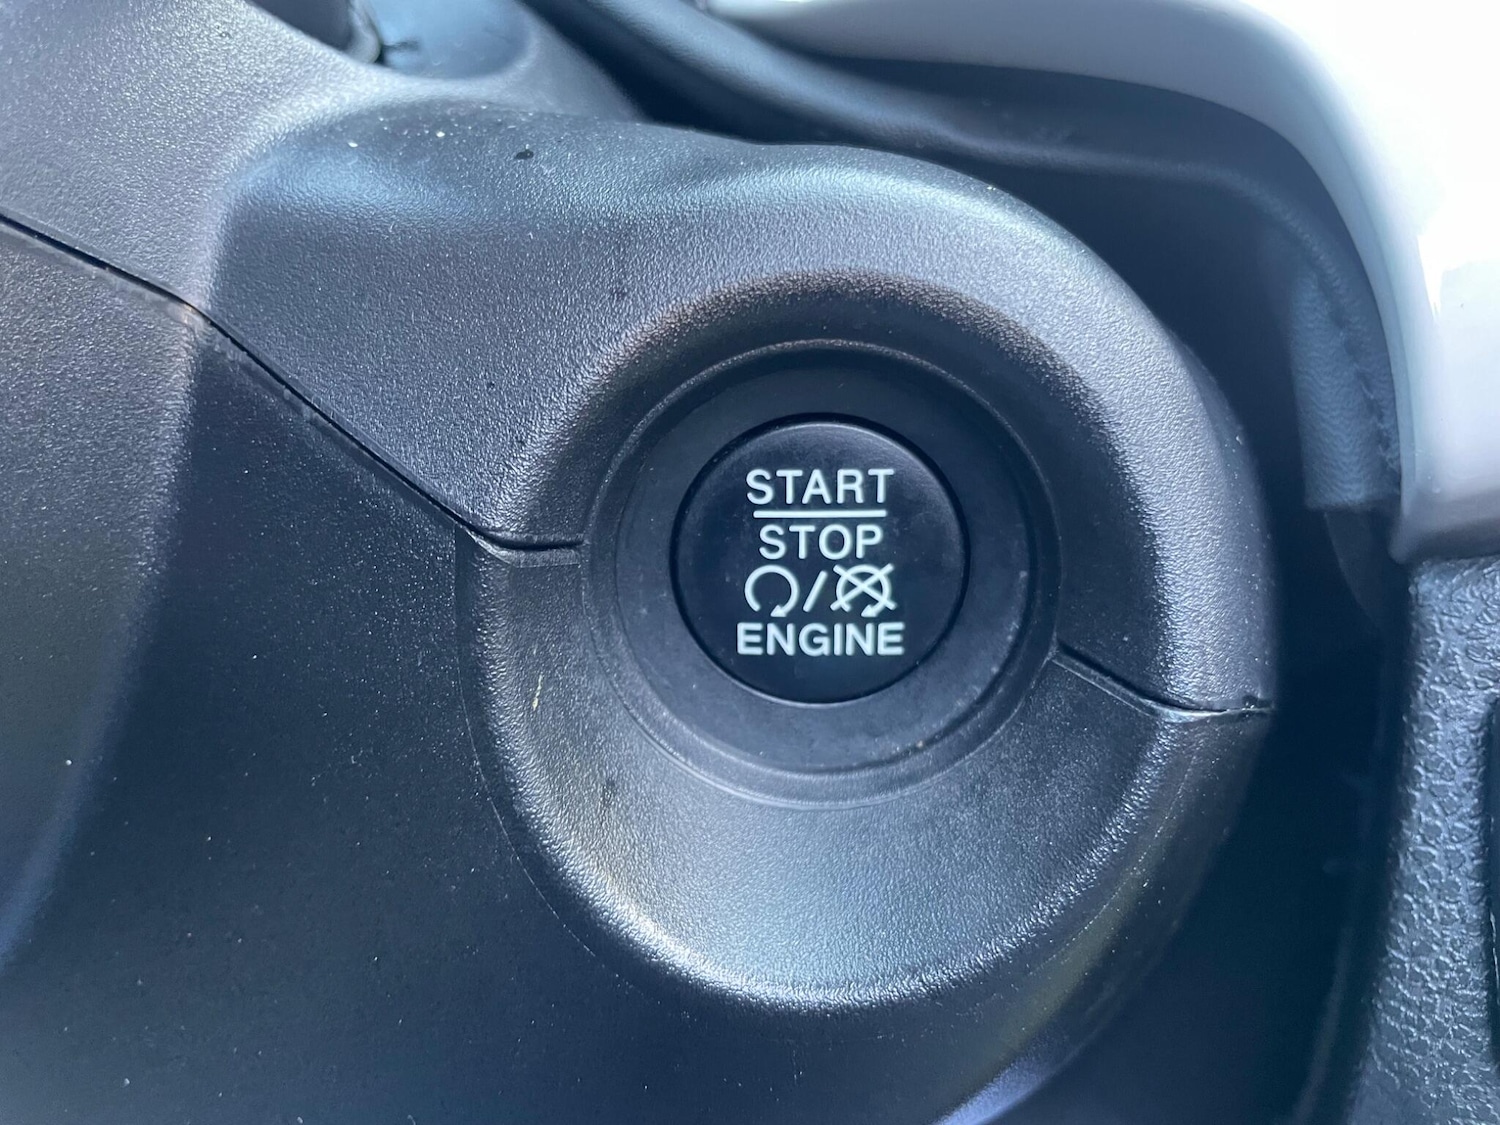 START
STOP
/
ENGINE